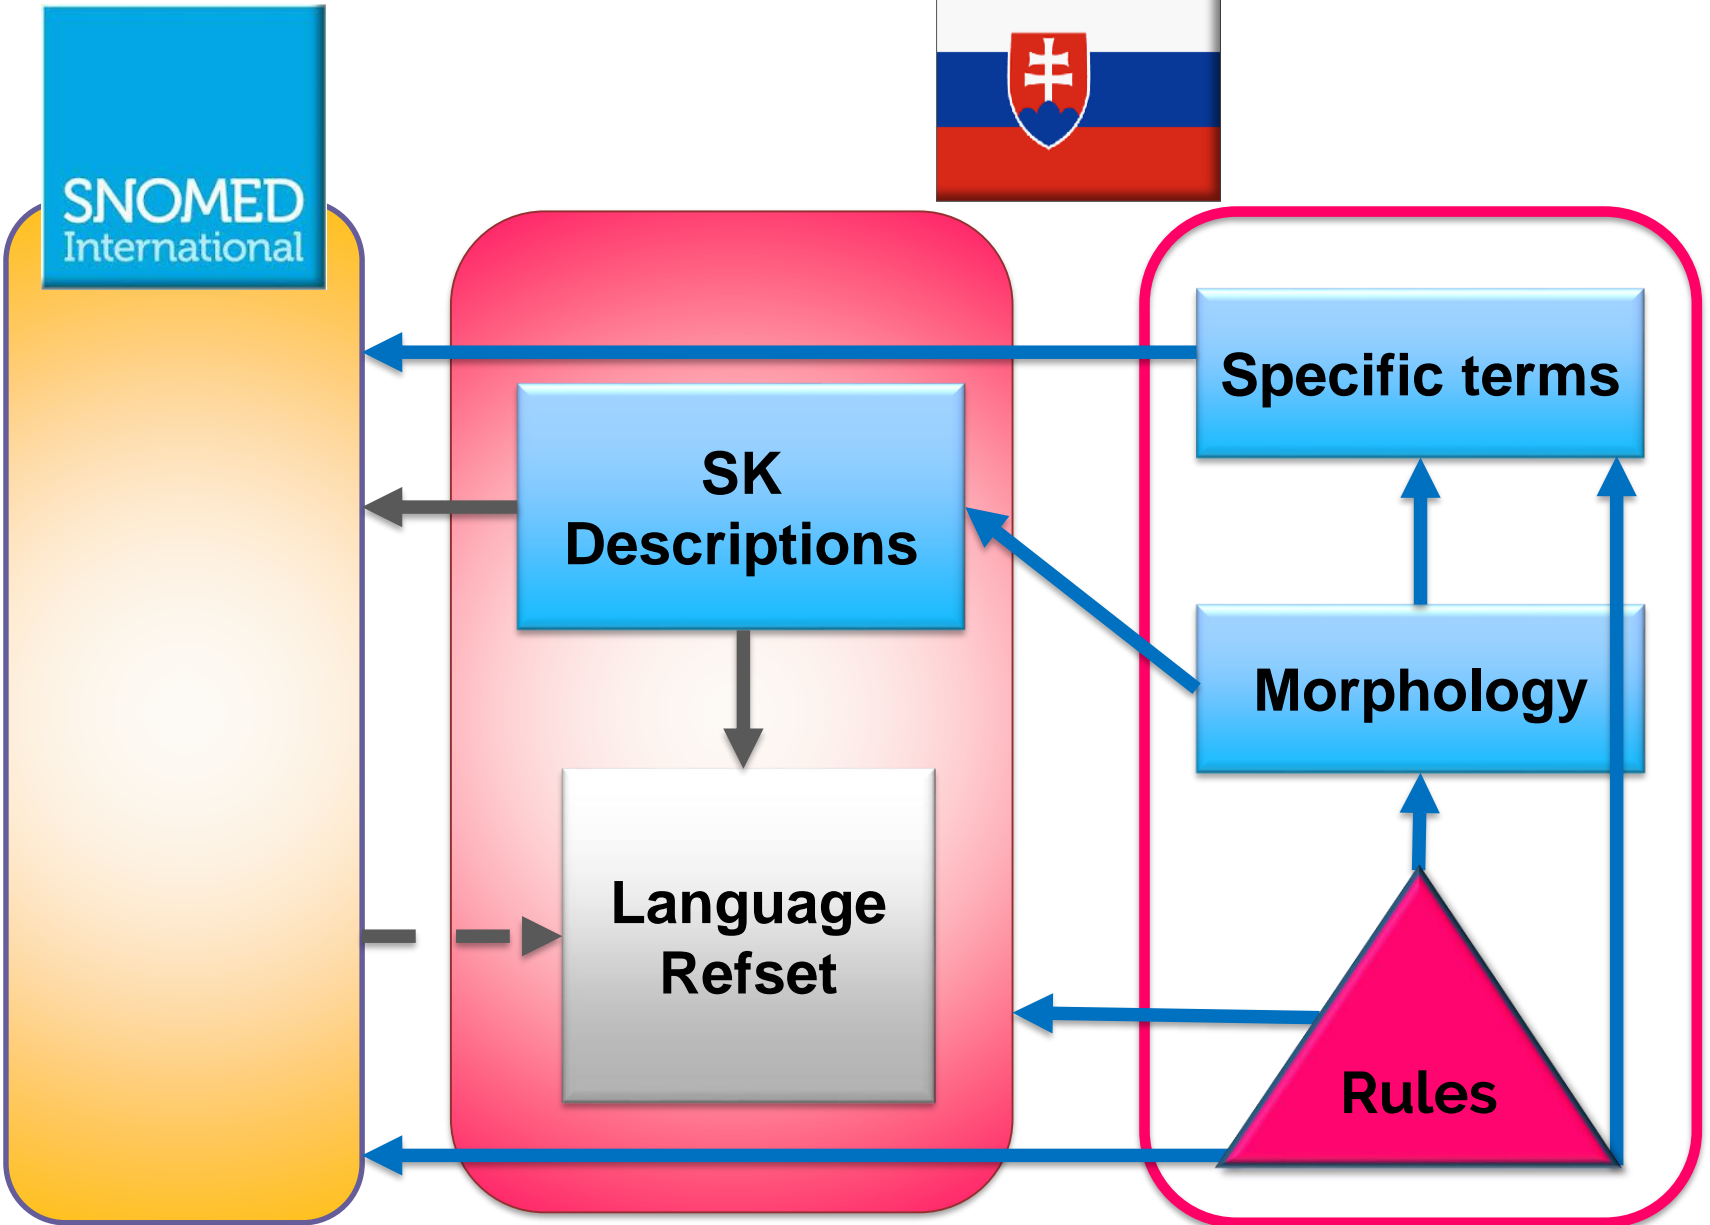 SNOMED
International
Specific terms
SK
Descriptions
Morphology
Language
Refset
Rules